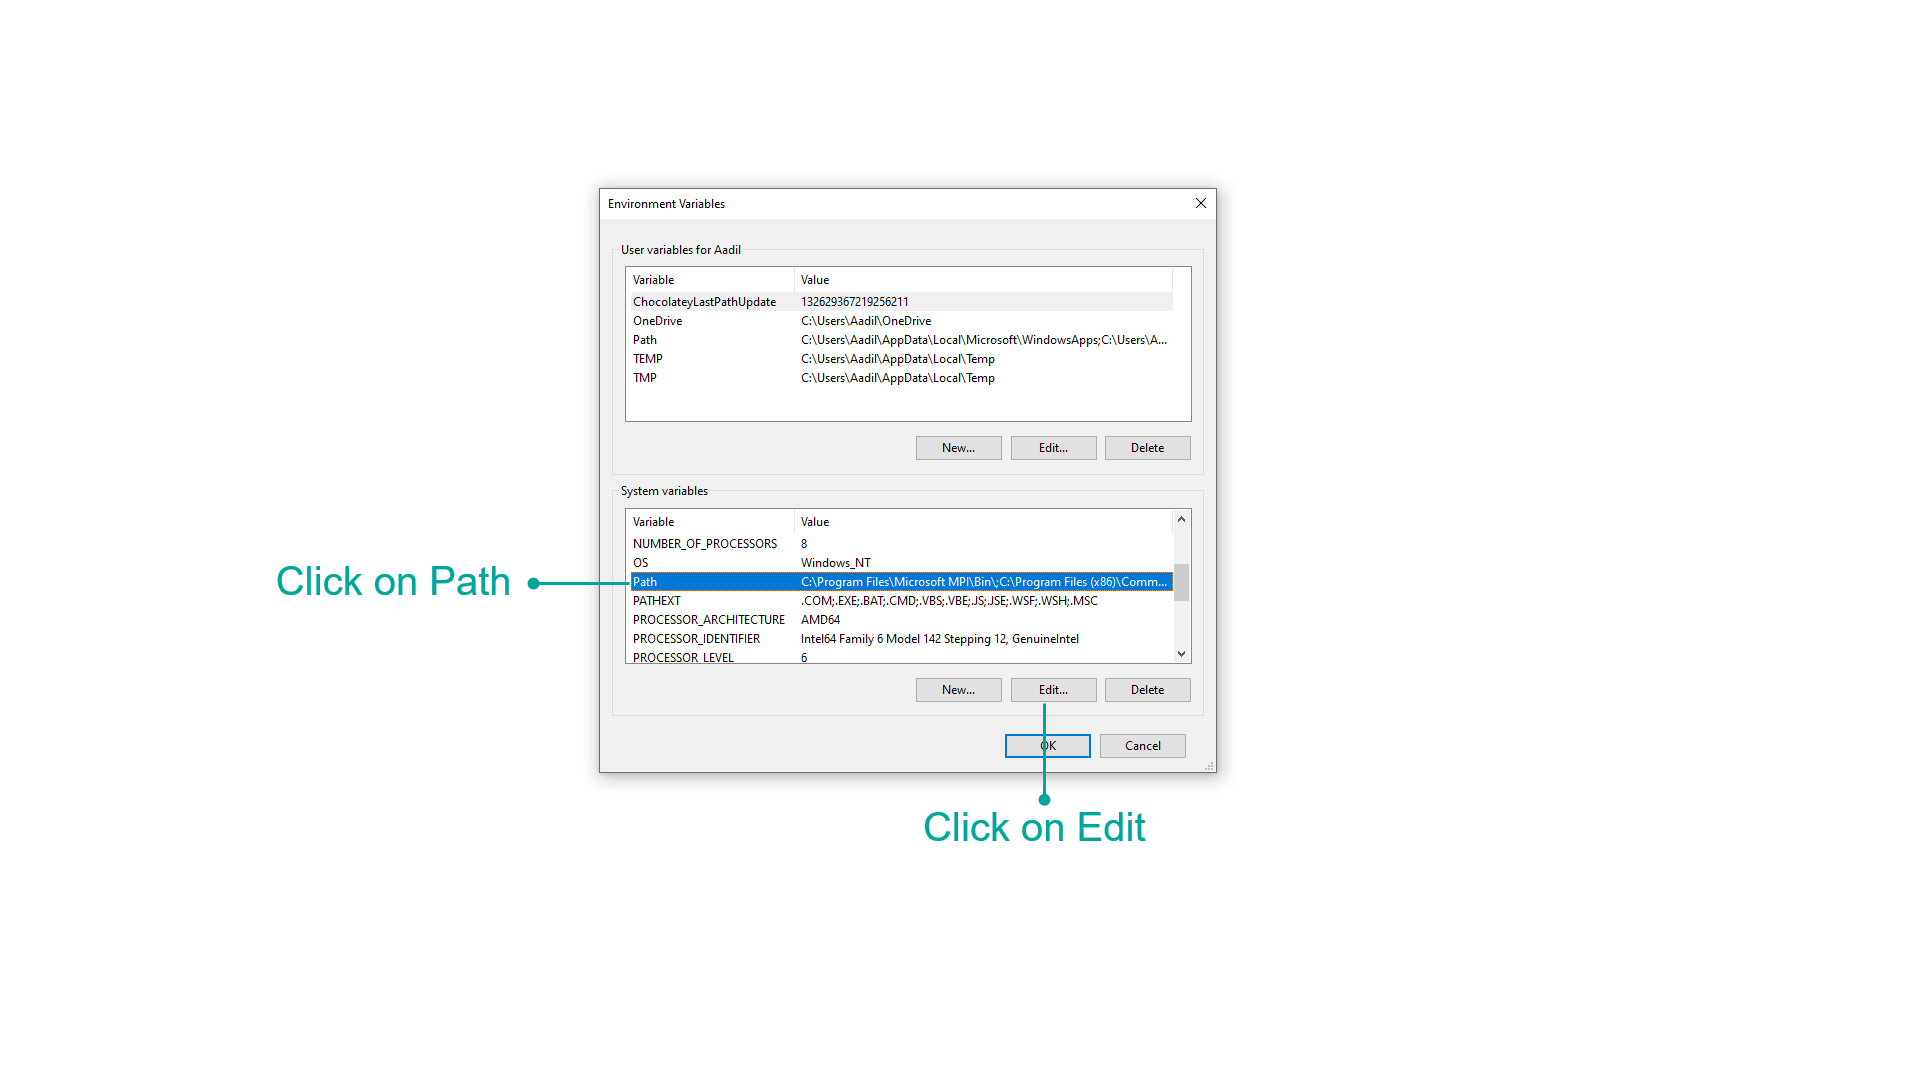 Environment Variables
User variables for Aadil
Variable Value
ChocolateyLastPathUpdate 132629367219256211
OneDrive C:\Users\Aadil\OneDrive
Path C:\Users\Aadil\AppData\Local\Microsoft\WindowsApps;C:\Users\A...
TEMP C:\Users\Aadil\AppData\Local\Temp
TMP C:\Users\Aadil\AppData\Local\Temp
New... Edit... Delete
System variables
Variable Value
NUMBER_OF_PROCESSORS 8
OS Windows_NT
Click on Path
Path C:\Program Files\Microsoft MPI\Bin\;C:\Program Files (x86)\Comm...
PATHEXT .COM;.EXE;.BAT;.CMD;.VBS;.VBE;.JS;.JSE;.WSF;.WSH;.MSC
PROCESSOR_ARCHITECTURE AMD64
PROCESSOR_IDENTIFIER Intel64 Family 6 Model 142 Stepping 12, GenuineIntel
PROCESSOR_LEVEL 6
New... Edit... Delete
OK Cancel
Click on Edit